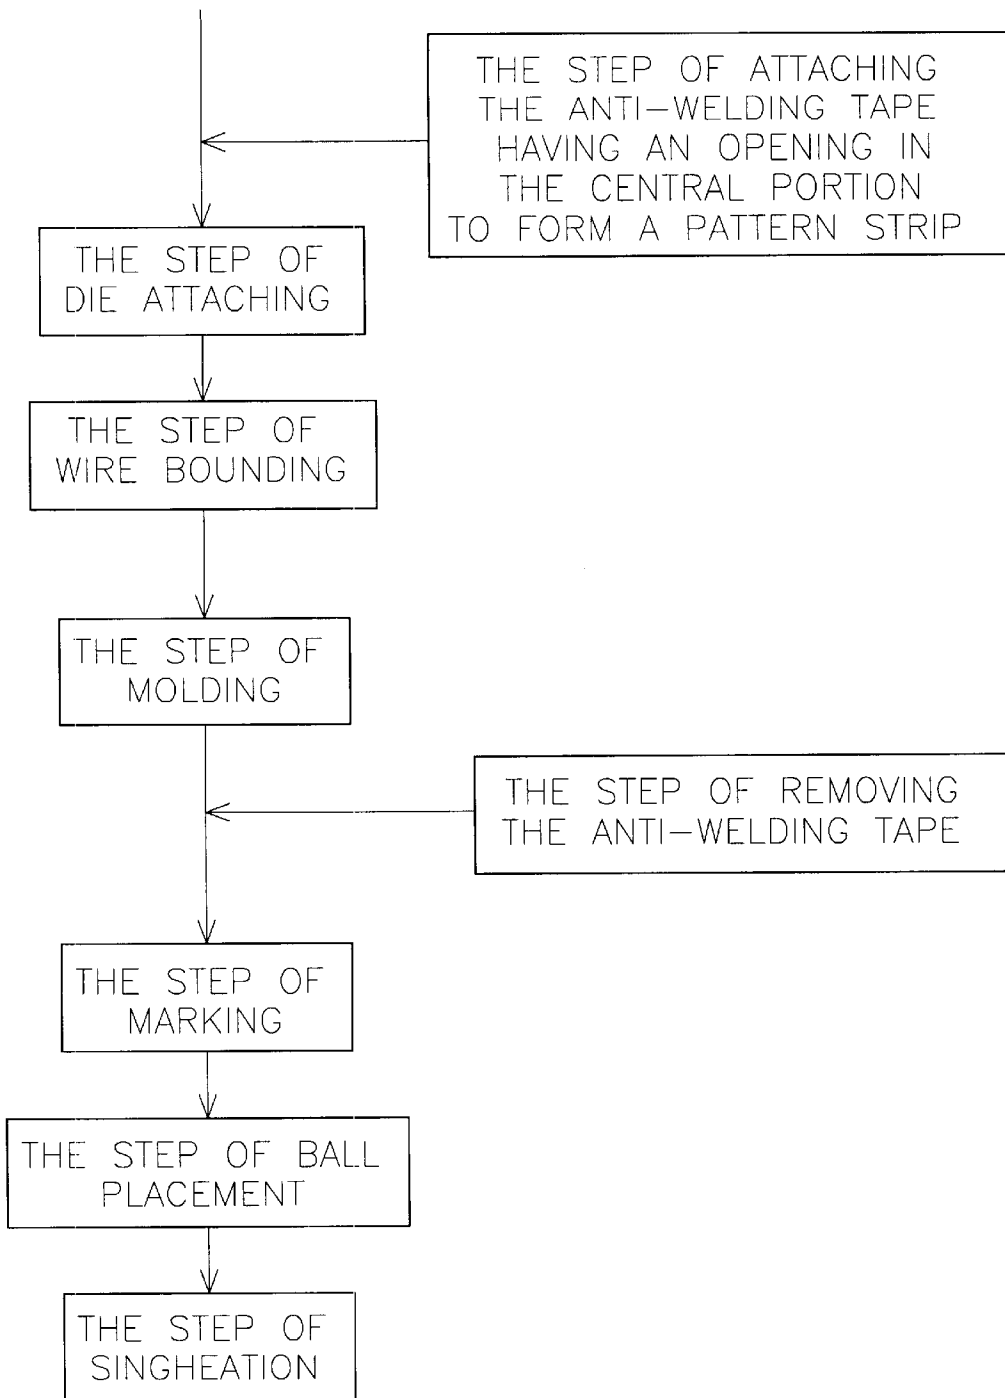 THE STEP OF ATTACHING
THE ANTI-WELDING TAPE
HAVING AN OPENING IN
THE CENTRAL PORTION
TO FORM A PATTERN STRIP
THE STEP OF
DIE ATTACHING
THE STEP OF
WIRE BOUNDING
THE STEP OF
MOLDING
THE STEP OF REMOVING
THE ANTI-WELDING TAPE
THE STEP OF
MARKING
THE STEP OF BALL
PLACEMENT
THE STEP OF
SINGHEATION